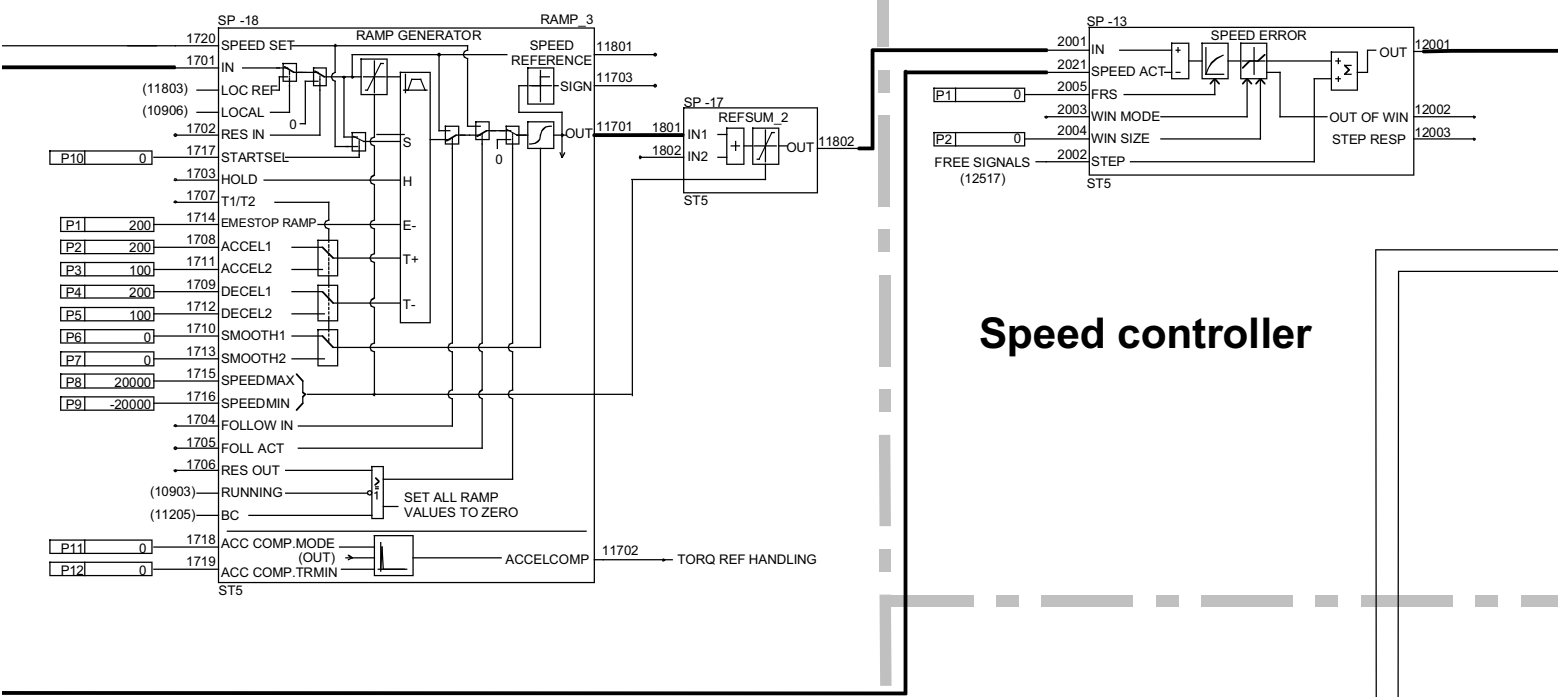 SP -18 RAMP_3
RAMP GENERATOR
1720 SPEED SET
1701 IN
(11803) LOC REF
(10906) LOCAL
0
1702 RES IN
P10 0 1717 STARTSEL
1703 HOLD
1707 T1/T2
P1 200 1714 EMESTOP RAMP
P2 200 1708 ACCEL1
P3 100 1711 ACCEL2
P4 200 1709 DECEL1
P5 100 1712 DECEL2
P6 0 1710 SMOOTH1
P7 0 1713 SMOOTH2
P8 20000 1715 SPEEDMAX
P9 -20000 1716 SPEEDMIN
1704 FOLLOW IN
1705 FOLL ACT
1706 RES OUT
(10903) RUNNING
(11205) BC
S
H
E-
T+
T-
0
SPEED
REFERENCE 11801
SIGN 11703
OUT 11701
≥1
SET ALL RAMP
VALUES TO ZERO
P11 0 1718 ACC COMP.MODE
(OUT)
P12 0 1719 ACC COMP.TRMIN
ACCELCOMP 11702 TORQ REF HANDLING
ST5
SP -17
REFSUM_2
1801 IN1
1802 IN2
+
OUT 11802
ST5
SP -13
SPEED ERROR
2001 IN
2021 SPEED ACT
P1 0 2005 FRS
2003 WIN MODE
P2 0 2004 WIN SIZE
FREE SIGNALS 2002 STEP
(12517)
+
-
+
+
Σ
OUT 12001
OUT OF WIN 12002
STEP RESP 12003
ST5
Speed controller